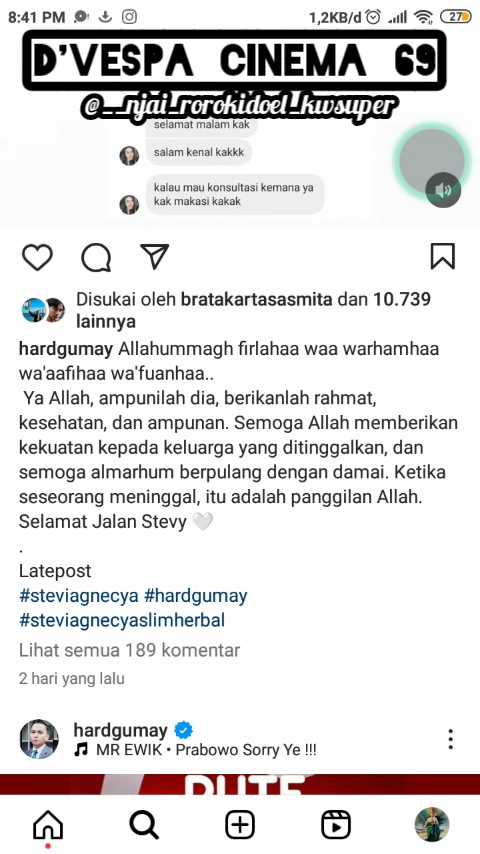 8:41 PM 1,2KB/d 27
D'VESPA CINEMA 69
@__njai_rorokidoel_kwsuper
selamat malam kak
salam kenal kakkk
kalau mau konsultasi kemana ya
kak makasi kakak
Disukai oleh bratakartasasmita dan 10.739
lainnya
hardgumay Allahummagh firlahaa waa warhamhaa
wa'aafihaa wa'fuanhaa..
Ya Allah, ampunilah dia, berikanlah rahmat,
kesehatan, dan ampunan. Semoga Allah memberikan
kekuatan kepada keluarga yang ditinggalkan, dan
semoga almarhum berpulang dengan damai. Ketika
seseorang meninggal, itu adalah panggilan Allah.
Selamat Jalan Stevy 🤍
.
Latepost
#steviagnecya #hardgumay
#steviagnecyaslimherbal
Lihat semua 189 komentar
2 hari yang lalu
hardgumay
MR EWIK • Prabowo Sorry Ye !!!